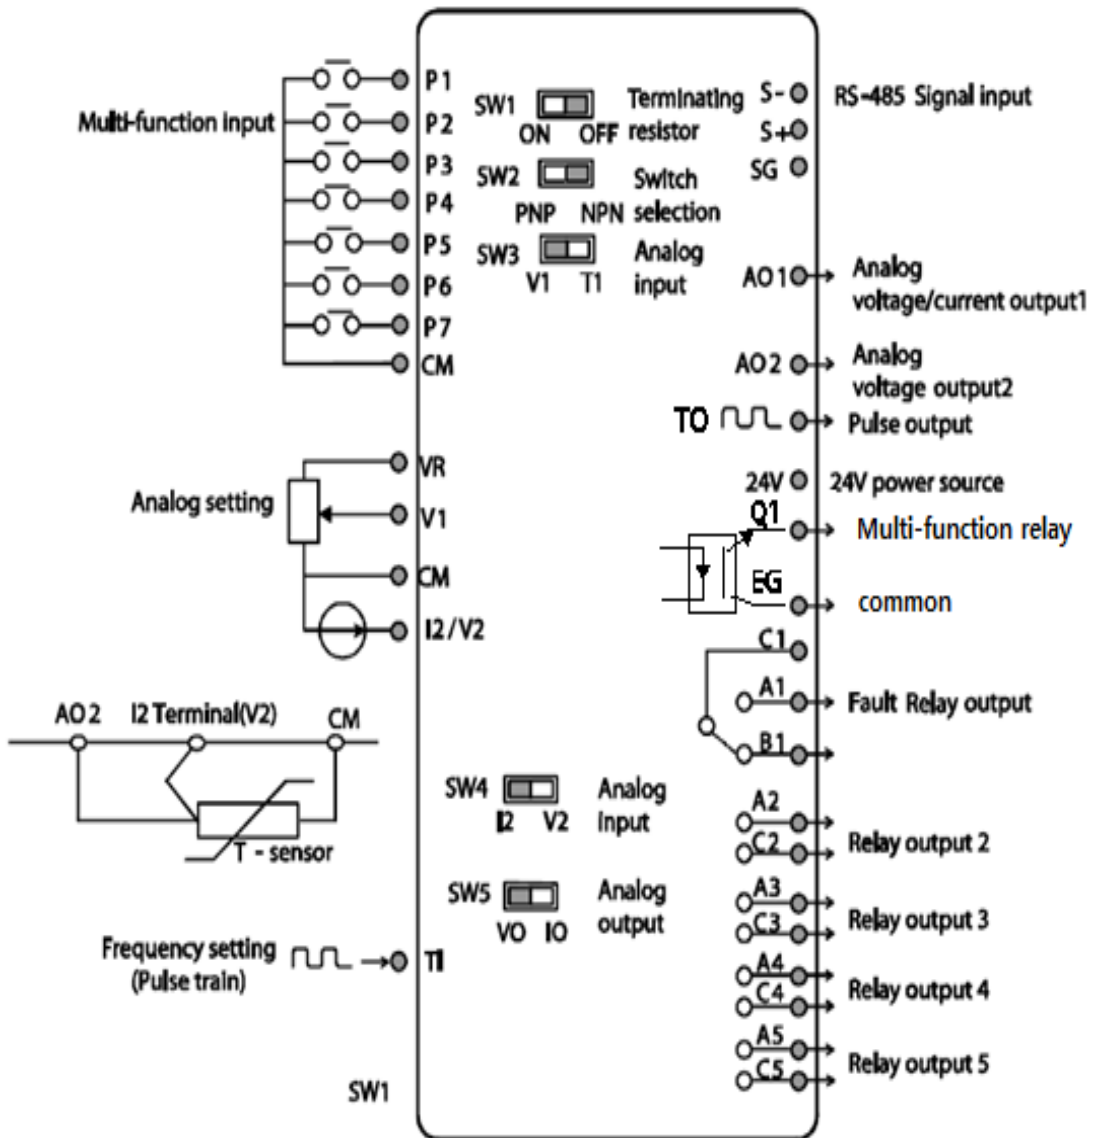 Multi-function input
P1
P2
P3
P4
P5
P6
P7
CM
Analog setting
VR
V1
CM
I2/V2
AO 2
I2 Terminal(V2)
CM
T - sensor
Frequency setting
(Pulse train)
TI
SW1
SW1
ON OFF
Terminating
resistor
SW2
PNP NPN
Switch
selection
SW3
V1 T1
Analog
input
SW4
I2 V2
Analog
Input
SW5
VO IO
Analog
output
S-
RS-485 Signal input
S+
SG
AO1
Analog
voltage/current output1
AO2
Analog
voltage output2
TO
Pulse output
24V
24V power source
Q1
Multi-function relay
EG
common
C1
A1
Fault Relay output
B1
A2
C2
Relay output 2
A3
C3
Relay output 3
A4
C4
Relay output 4
A5
C5
Relay output 5